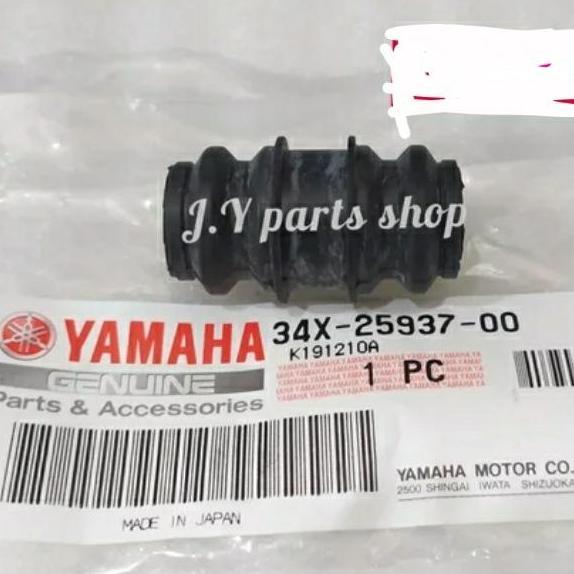 J.Y parts shop
YAMAHA
34X-25937-00
K191210A
GENUINE
1 PC
Parts & Accessories
YAMAHA MOTOR CO.
2500 SHINGAI IWATA SHIZUOKA
MADE IN JAPAN